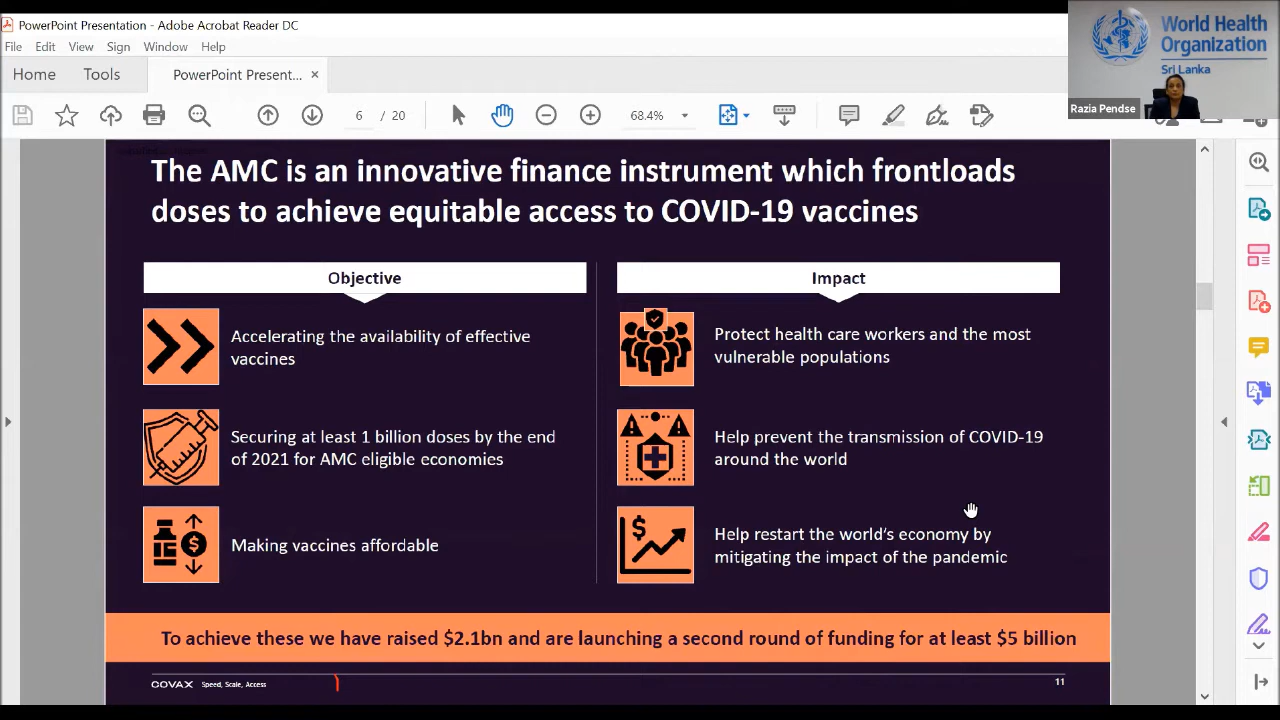 PowerPoint Presentation - Adobe Acrobat Reader DC
File Edit View Sign Window Help
Home Tools PowerPoint Present... ×
6 / 20 68.4%
World Health
Organization
Sri Lanka
Razia Pendse
The AMC is an innovative finance instrument which frontloads
doses to achieve equitable access to COVID-19 vaccines
Objective
Accelerating the availability of effective
vaccines
Securing at least 1 billion doses by the end
of 2021 for AMC eligible economies
Making vaccines affordable
Impact
Protect health care workers and the most
vulnerable populations
Help prevent the transmission of COVID-19
around the world
Help restart the world's economy by
mitigating the impact of the pandemic
To achieve these we have raised $2.1bn and are launching a second round of funding for at least $5 billion
COVAX Speed, Scale, Access
11